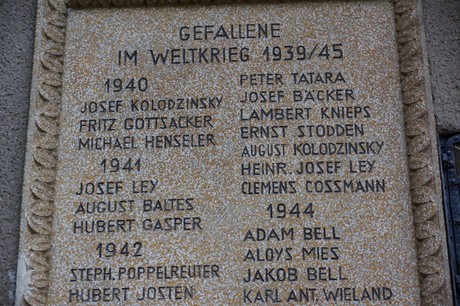 GEFALLENE
IM WELTKRIEG 1939/45
1940
JOSEF KOLODZINSKY
FRITZ GOTTSACKER
MICHAEL HENSELER
1941
JOSEF LEY
AUGUST BALTES
HUBERT GASPER
1942
STEPH. POPPELREUTER
HUBERT JOSTEN
PETER TATARA
JOSEF BÄCKER
LAMBERT KNIEPS
ERNST STODDEN
AUGUST KOLODZINSKY
HEINR. JOSEF LEY
CLEMENS COSSMANN
1944
ADAM BELL
ALOYS MIES
JAKOB BELL
KARL ANT. WIELAND